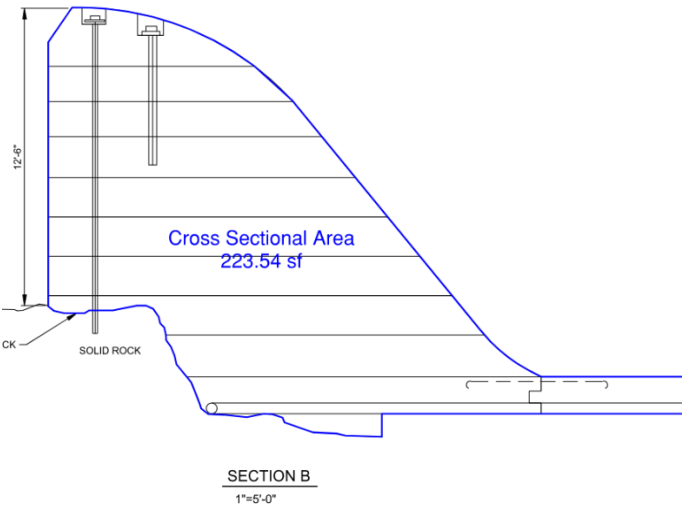 12'-6"
Cross Sectional Area
223.54 sf
CK
SOLID ROCK
SECTION B
1"=5'-0"